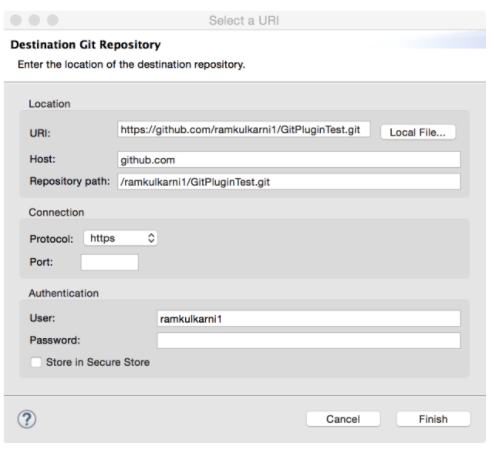 Select a URI
Destination Git Repository
Enter the location of the destination repository.
Location
URI: https://github.com/ramkulkarni1/GitPluginTest.git Local File...
Host: github.com
Repository path: /ramkulkarni1/GitPluginTest.git
Connection
Protocol: https
Port:
Authentication
User: ramkulkarni1
Password:
Store in Secure Store
? Cancel Finish